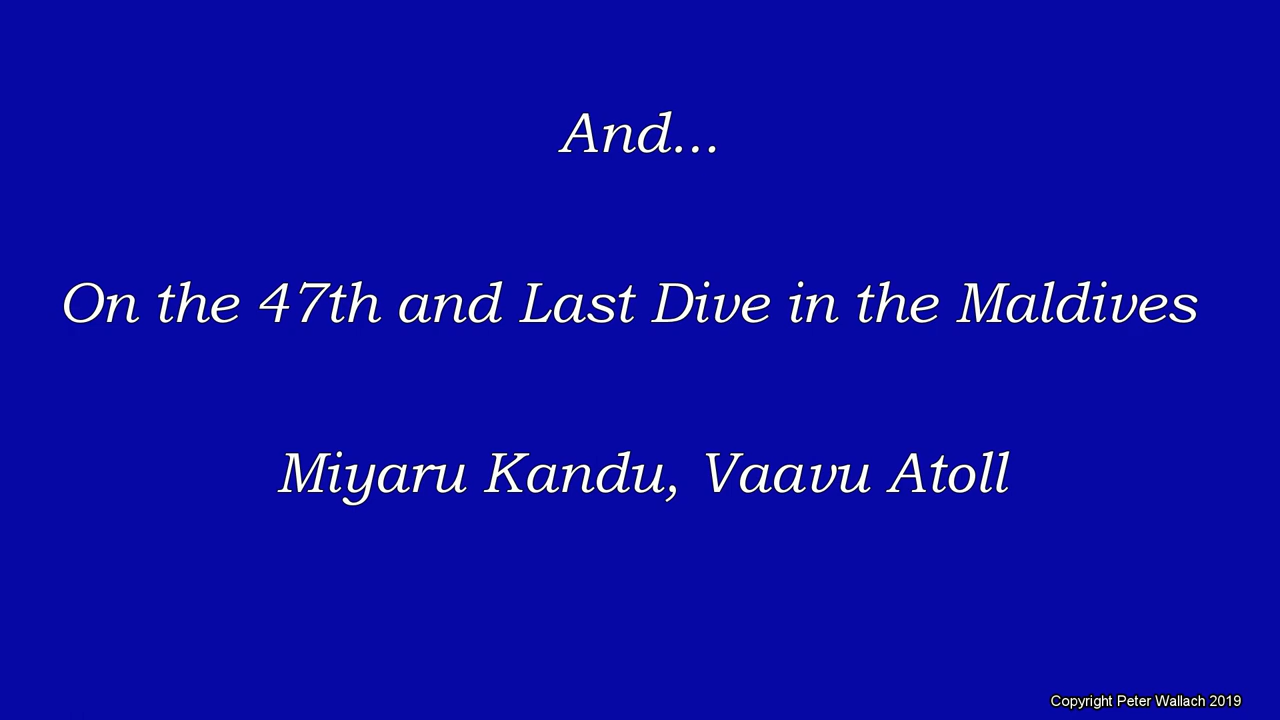 And...
On the 47th and Last Dive in the Maldives
Miyaru Kandu, Vaavu Atoll
Copyright Peter Wallach 2019